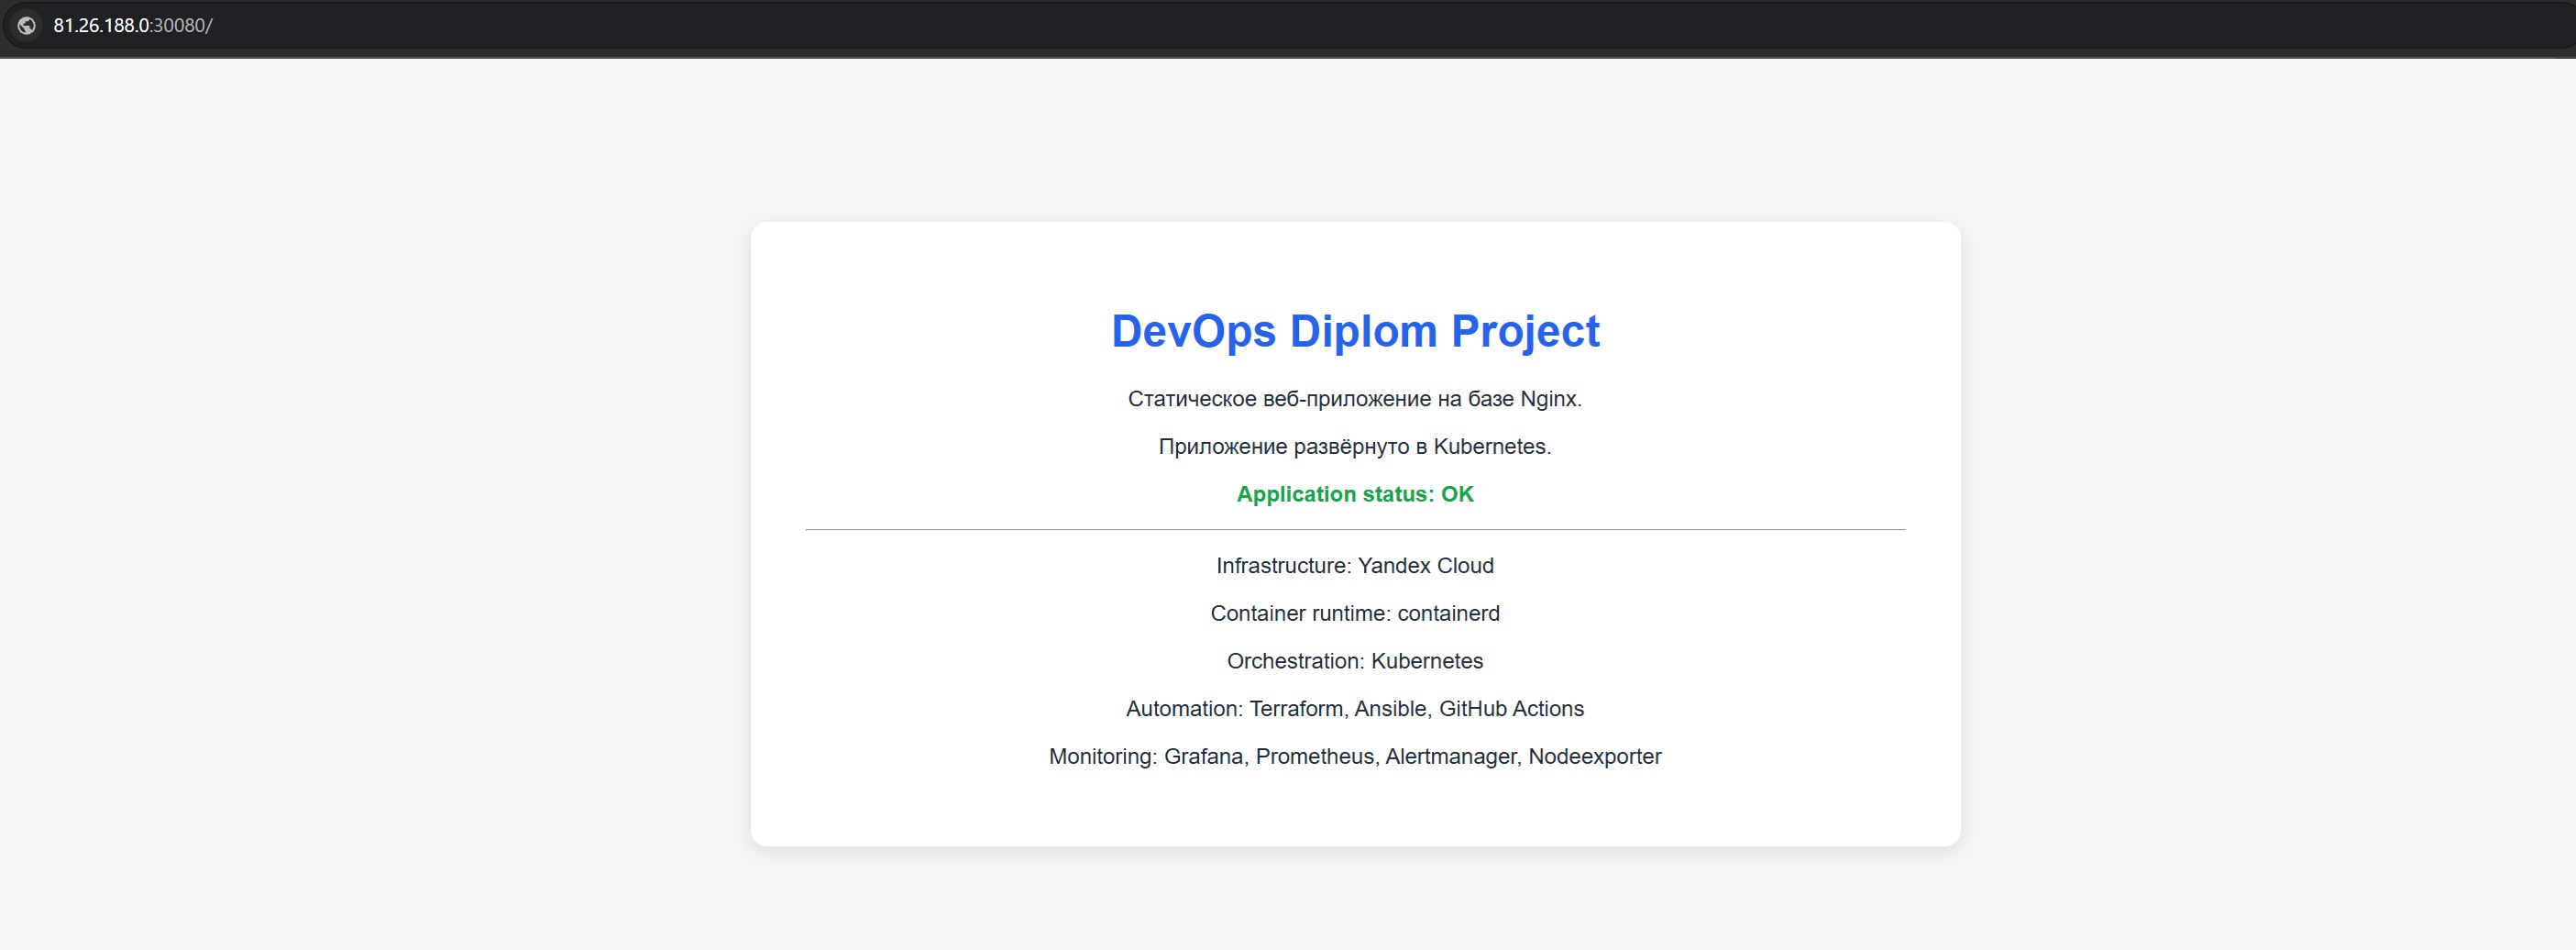 81.26.188.0:30080/
DevOps Diplom Project
Статическое веб-приложение на базе Nginx.
Приложение развёрнуто в Kubernetes.
Application status: OK
Infrastructure: Yandex Cloud
Container runtime: containerd
Orchestration: Kubernetes
Automation: Terraform, Ansible, GitHub Actions
Monitoring: Grafana, Prometheus, Alertmanager, Nodeexporter